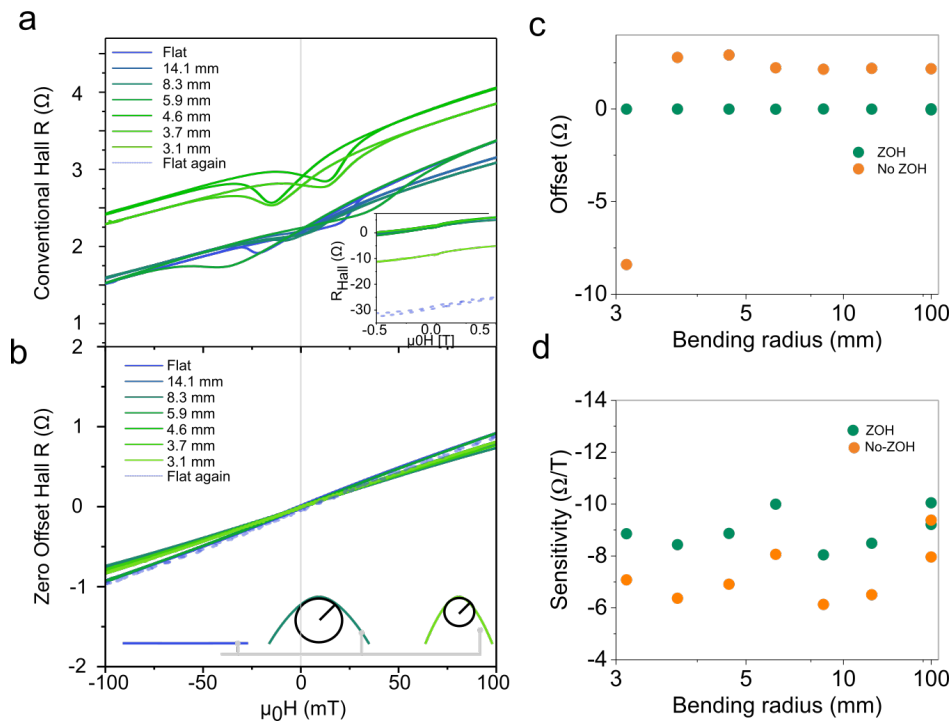 a
Conventional Hall R (Ω)
4
3
2
1
Flat
14.1 mm
8.3 mm
5.9 mm
4.6 mm
3.7 mm
3.1 mm
Flat again
R_Hall (Ω)
0
-10
-20
-30
-0.5
0.0
0.5
μ0H [T]
b
Zero Offset Hall R (Ω)
2
1
0
-1
-2
Flat
14.1 mm
8.3 mm
5.9 mm
4.6 mm
3.7 mm
3.1 mm
Flat again
-100
-50
0
50
100
μ₀H (mT)
c
Offset (Ω)
0
-5
-10
ZOH
No ZOH
3
5
10
100
Bending radius (mm)
d
Sensitivity (Ω/T)
-14
-12
-10
-8
-6
-4
ZOH
No-ZOH
3
5
10
100
Bending radius (mm)